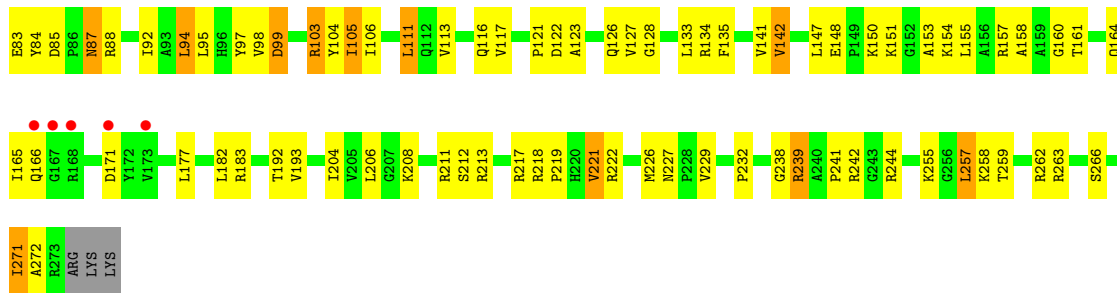 E83 Y84 D85 P86 N87 R88 I92 A93 L94 L95 H96 Y97 V98 D99 R103 Y104 I105 I106 L111 Q112 V113 Q116 V117 P121 D122 A123 Q126 V127 G128 L133 R134 F135 V141 V142 L147 E148 P149 K150 K151 G152 A153 K154 L155 A156 R157 A158 A159 G160 T161
I165 Q166 G167 R168 D171 Y172 V173 L177 L182 R183 T192 V193 I204 V205 L206 G207 K208 R211 S212 R213 R217 R218 P219 H220 V221 R222 M226 N227 P228 V229 P232 G238 R239 A240 P241 R242 G243 R244 K255 G256 L257 K258 T259 R262 R263 S266
I271 A272 R273 ARG LYS LYS